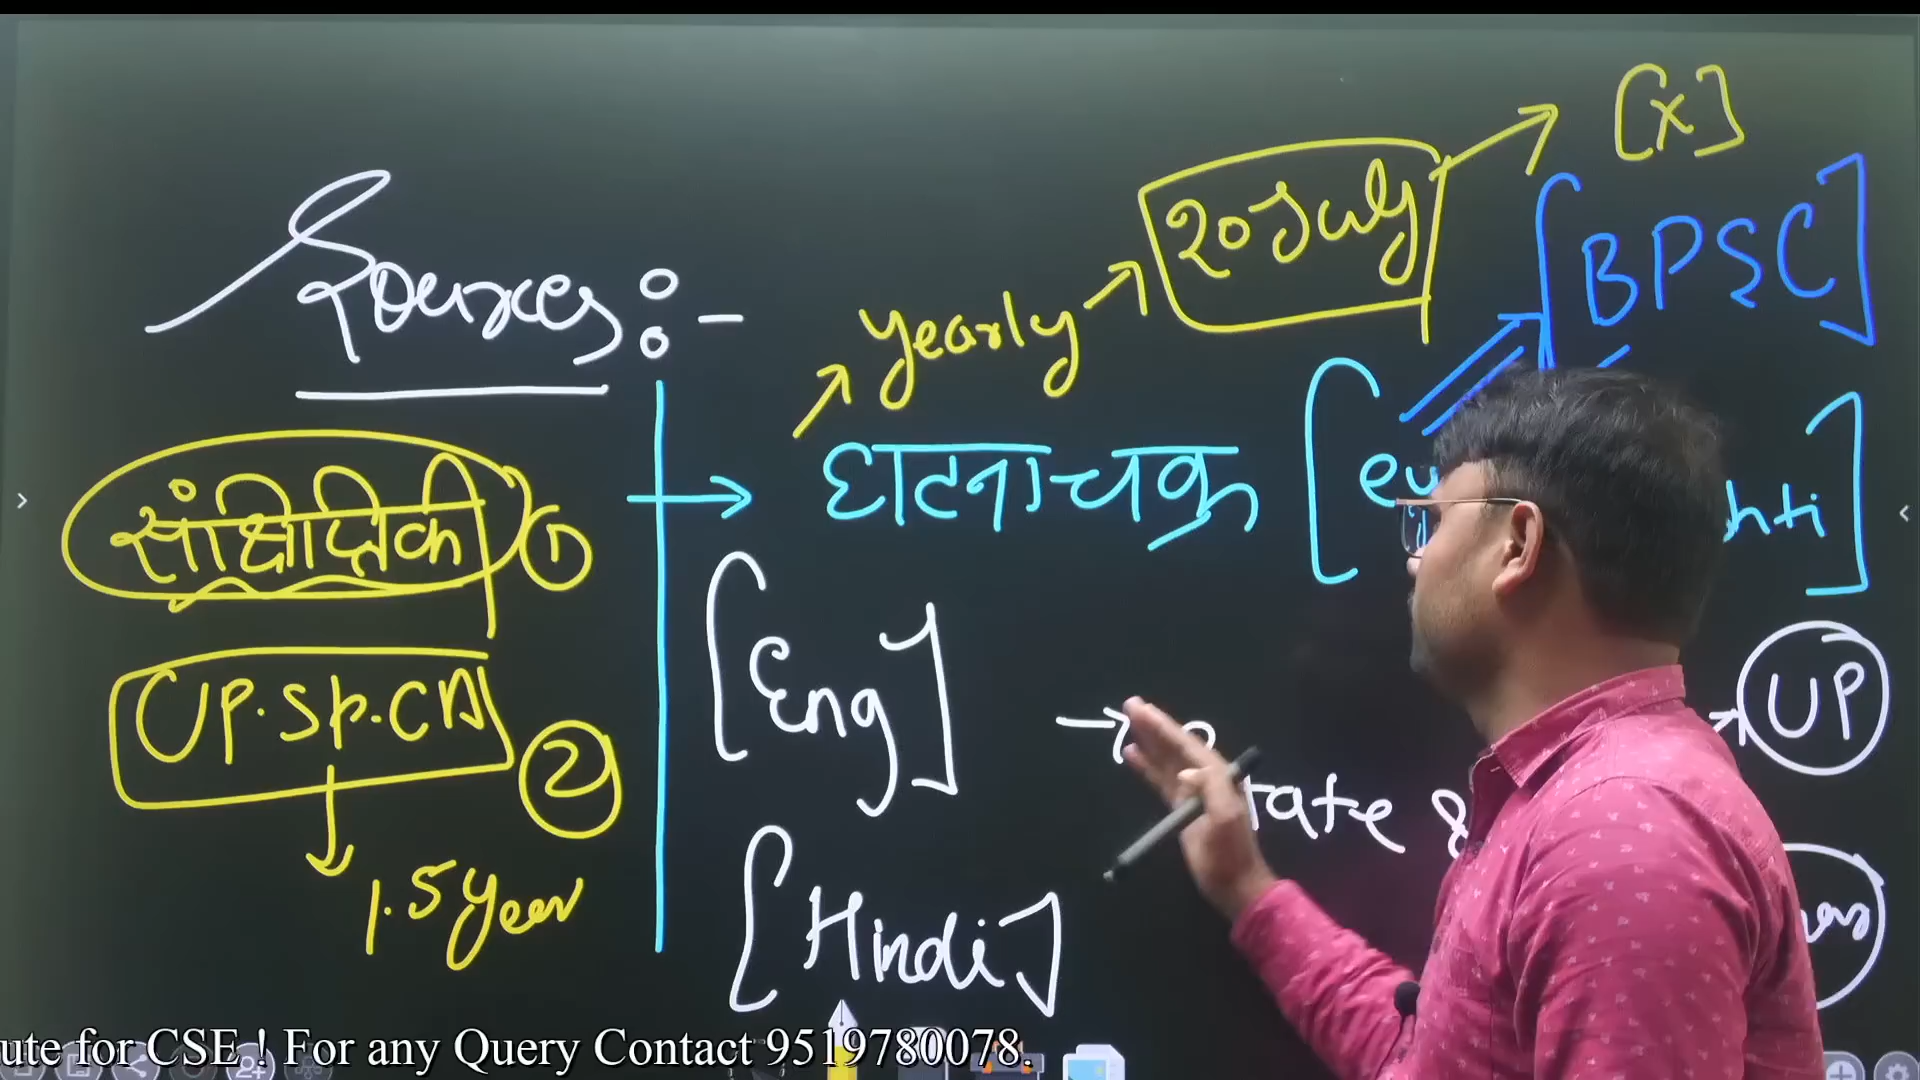 Sources :-
yearly
20 July
[x]
[BPSC]
संक्षिप्तिकी
1
घटनाचक्र
UP.SP.CA
2
1.5 year
[Eng]
[Hindi]
UP
ute for CSE ! For any Query Contact 9519780078.